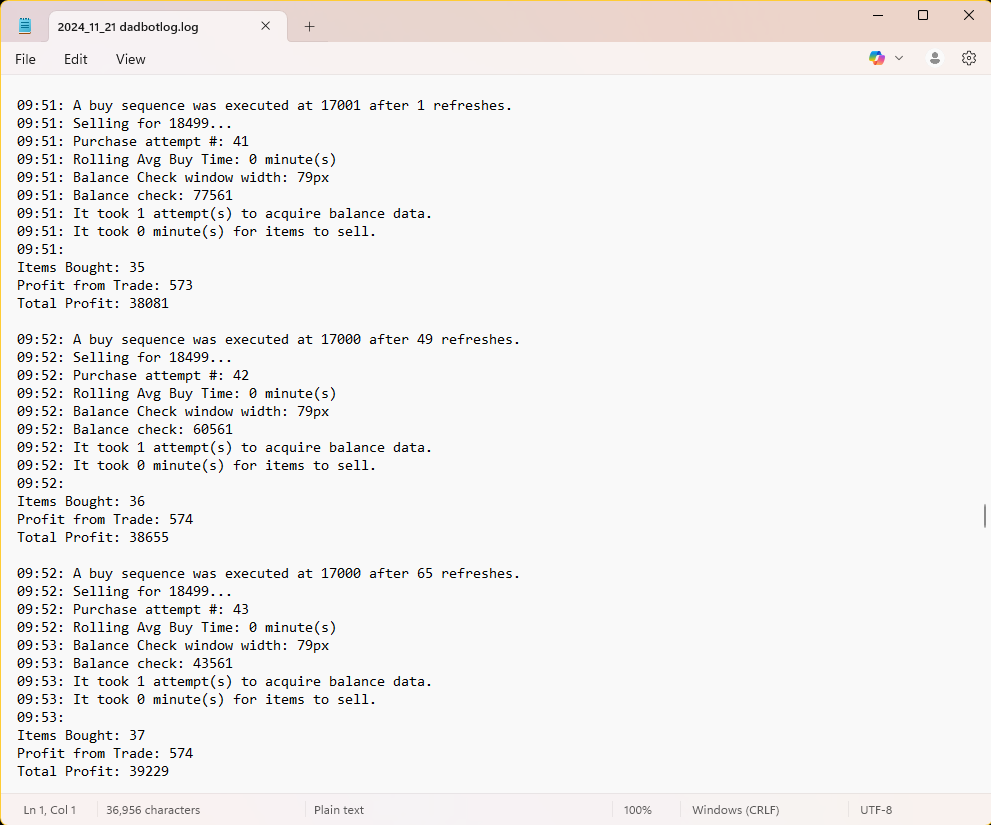 2024_11_21 dadbotlog.log
File Edit View
09:51: A buy sequence was executed at 17001 after 1 refreshes.
09:51: Selling for 18499...
09:51: Purchase attempt #: 41
09:51: Rolling Avg Buy Time: 0 minute(s)
09:51: Balance Check window width: 79px
09:51: Balance check: 77561
09:51: It took 1 attempt(s) to acquire balance data.
09:51: It took 0 minute(s) for items to sell.
09:51:
Items Bought: 35
Profit from Trade: 573
Total Profit: 38081
09:52: A buy sequence was executed at 17000 after 49 refreshes.
09:52: Selling for 18499...
09:52: Purchase attempt #: 42
09:52: Rolling Avg Buy Time: 0 minute(s)
09:52: Balance Check window width: 79px
09:52: Balance check: 60561
09:52: It took 1 attempt(s) to acquire balance data.
09:52: It took 0 minute(s) for items to sell.
09:52:
Items Bought: 36
Profit from Trade: 574
Total Profit: 38655
09:52: A buy sequence was executed at 17000 after 65 refreshes.
09:52: Selling for 18499...
09:52: Purchase attempt #: 43
09:52: Rolling Avg Buy Time: 0 minute(s)
09:53: Balance Check window width: 79px
09:53: Balance check: 43561
09:53: It took 1 attempt(s) to acquire balance data.
09:53: It took 0 minute(s) for items to sell.
09:53:
Items Bought: 37
Profit from Trade: 574
Total Profit: 39229
Ln 1, Col 1 36,956 characters Plain text 100% Windows (CRLF) UTF-8